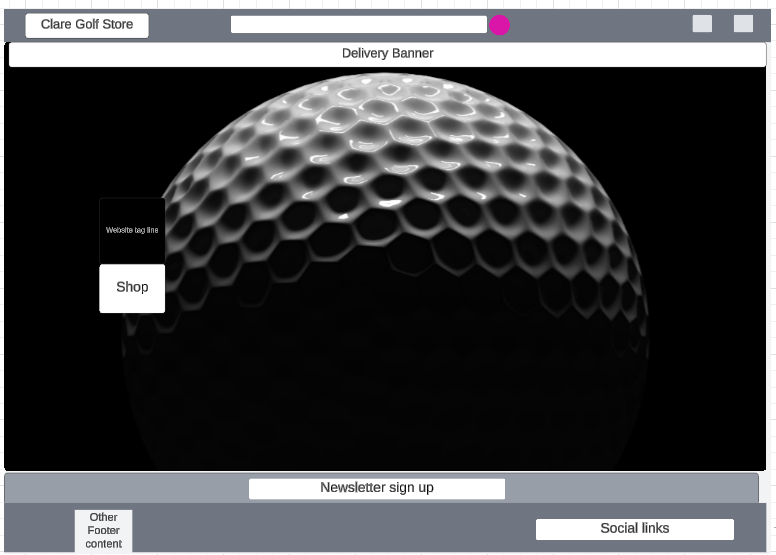 Clare Golf Store
Delivery Banner
Website tag line
Shop
Newsletter sign up
Other
Footer
content
Social links